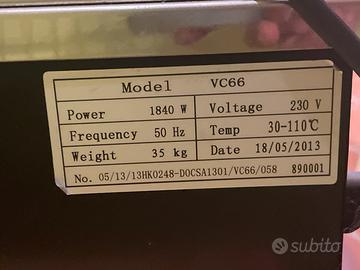 Model VC66
Power 1840 W Voltage 230 V
Frequency 50 Hz Temp 30-110℃
Weight 35 kg Date 18/05/2013
No. 05/13/13HK0248-DOCSA1301/VC66/058 890001
subito